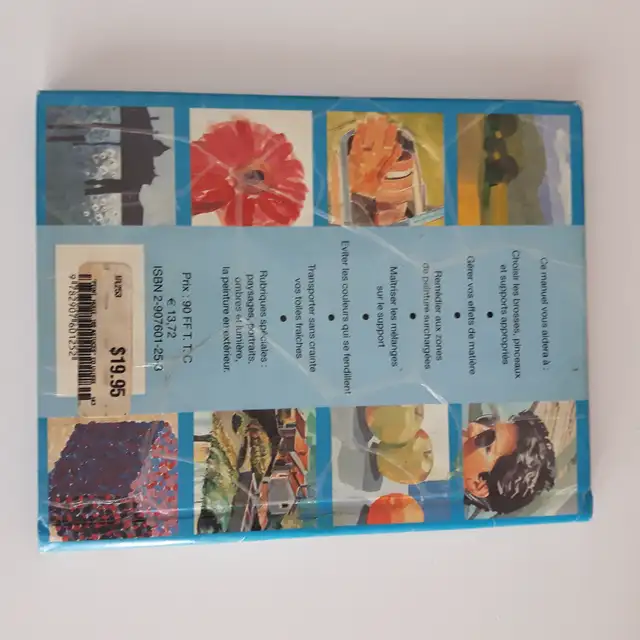 Ce manuel vous aidera à :
Choisir les brosses, pinceaux
et supports appropriés
•
Gérer vos effets de matière
•
Remédier aux zones
de peinture surchargées
•
Maîtriser les mélanges
sur le support
•
Eviter les couleurs qui se fendillent
•
Transporter sans crainte
vos toiles fraîches
•
Rubriques spéciales :
paysages, portraits,
ombres et lumière,
la peinture en extérieur.
Prix : 90 FF T.T.C
€ 13,72
ISBN 2-907601-25-3
$19.95
9 782907 601252